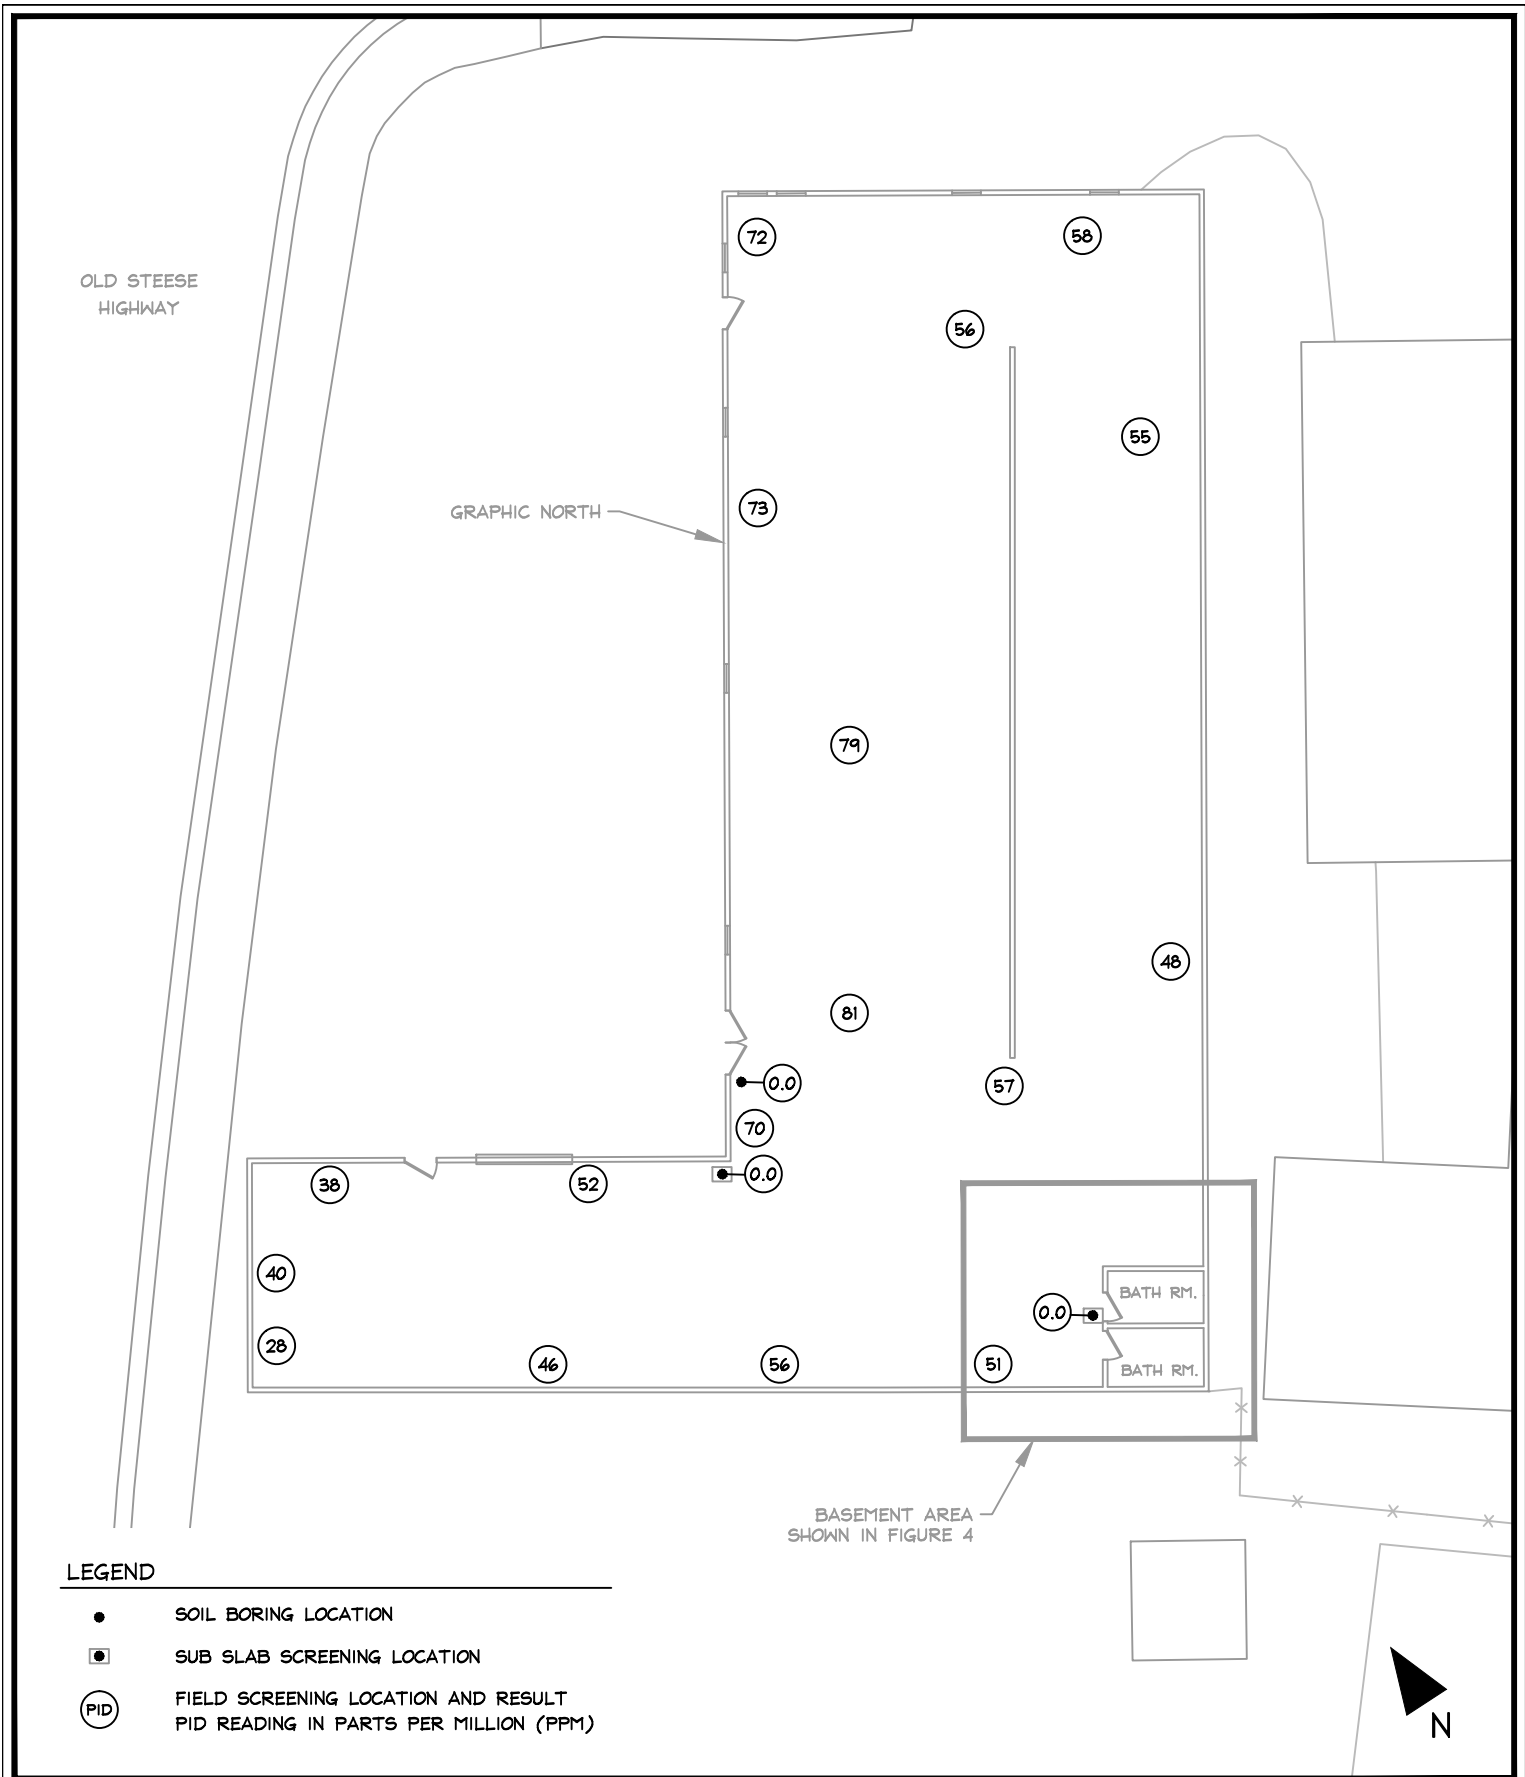 72
58
OLD STEESE
HIGHWAY
56
55
GRAPHIC NORTH
73
79
48
81
0.0
57
70
0.0
38
52
40
BATH RM.
0.0
28
46
56
51
BATH RM.
BASEMENT AREA
SHOWN IN FIGURE 4
LEGEND
SOIL BORING LOCATION
SUB SLAB SCREENING LOCATION
PID
FIELD SCREENING LOCATION AND RESULT
PID READING IN PARTS PER MILLION (PPM)
N